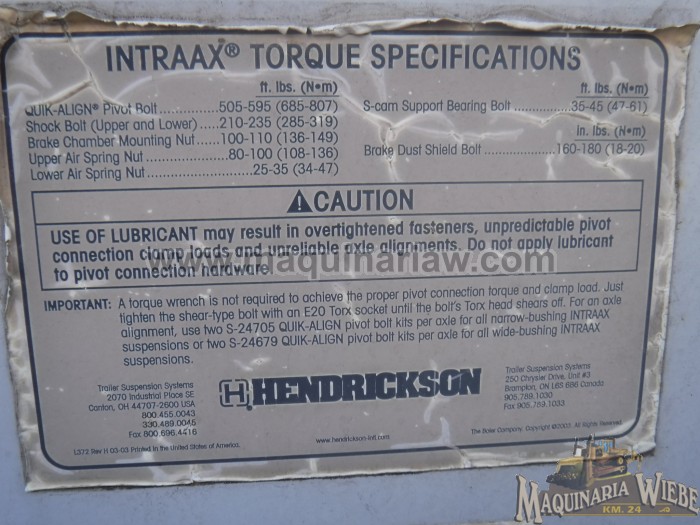 INTRAAX® TORQUE SPECIFICATIONS
ft. lbs. (N•m)
QUIK-ALIGN® Pivot Bolt 505-595 (685-807)
Shock Bolt (Upper and Lower) 210-235 (285-319)
Brake Chamber Mounting Nut 100-110 (136-149)
Upper Air Spring Nut 80-100 (108-136)
Lower Air Spring Nut 25-35 (34-47)
ft. lbs. (N•m)
S-cam Support Bearing Bolt 35-45 (47-61)
in. lbs. (N•m)
Brake Dust Shield Bolt 160-180 (18-20)
CAUTION
USE OF LUBRICANT may result in overtightened fasteners, unpredictable pivot
connection clamp loads and unreliable axle alignments. Do not apply lubricant
to pivot connection hardware.
www.maquinariaw.com
IMPORTANT: A torque wrench is not required to achieve the proper pivot connection torque and clamp load. Just
tighten the shear-type bolt with an E20 Torx socket until the bolt's Torx head shears off. For an axle
alignment, use two S-24705 QUIK-ALIGN pivot bolt kits per axle for all narrow-bushing INTRAAX
suspensions or two S-24679 QUIK-ALIGN pivot bolt kits per axle for all wide-bushing INTRAAX
suspensions.
Trailer Suspension Systems
2070 Industrial Place SE
Canton, OH 44707-2600 USA
800.455.0043
330.489.0045
Fax 800.696.4416
L372 Rev H 03-03 Printed in the United States of America.
H HENDRICKSON
www.hendrickson-intl.com
Trailer Suspension Systems
250 Chrysler Drive, Unit #3
Brampton, ON L6S 6B6 Canada
905.789.1030
Fax 905.789.1033
The Boler Company. Copyright ©2003. All Rights Reserved.
MAQUINARIA WIEBE
KM. 24